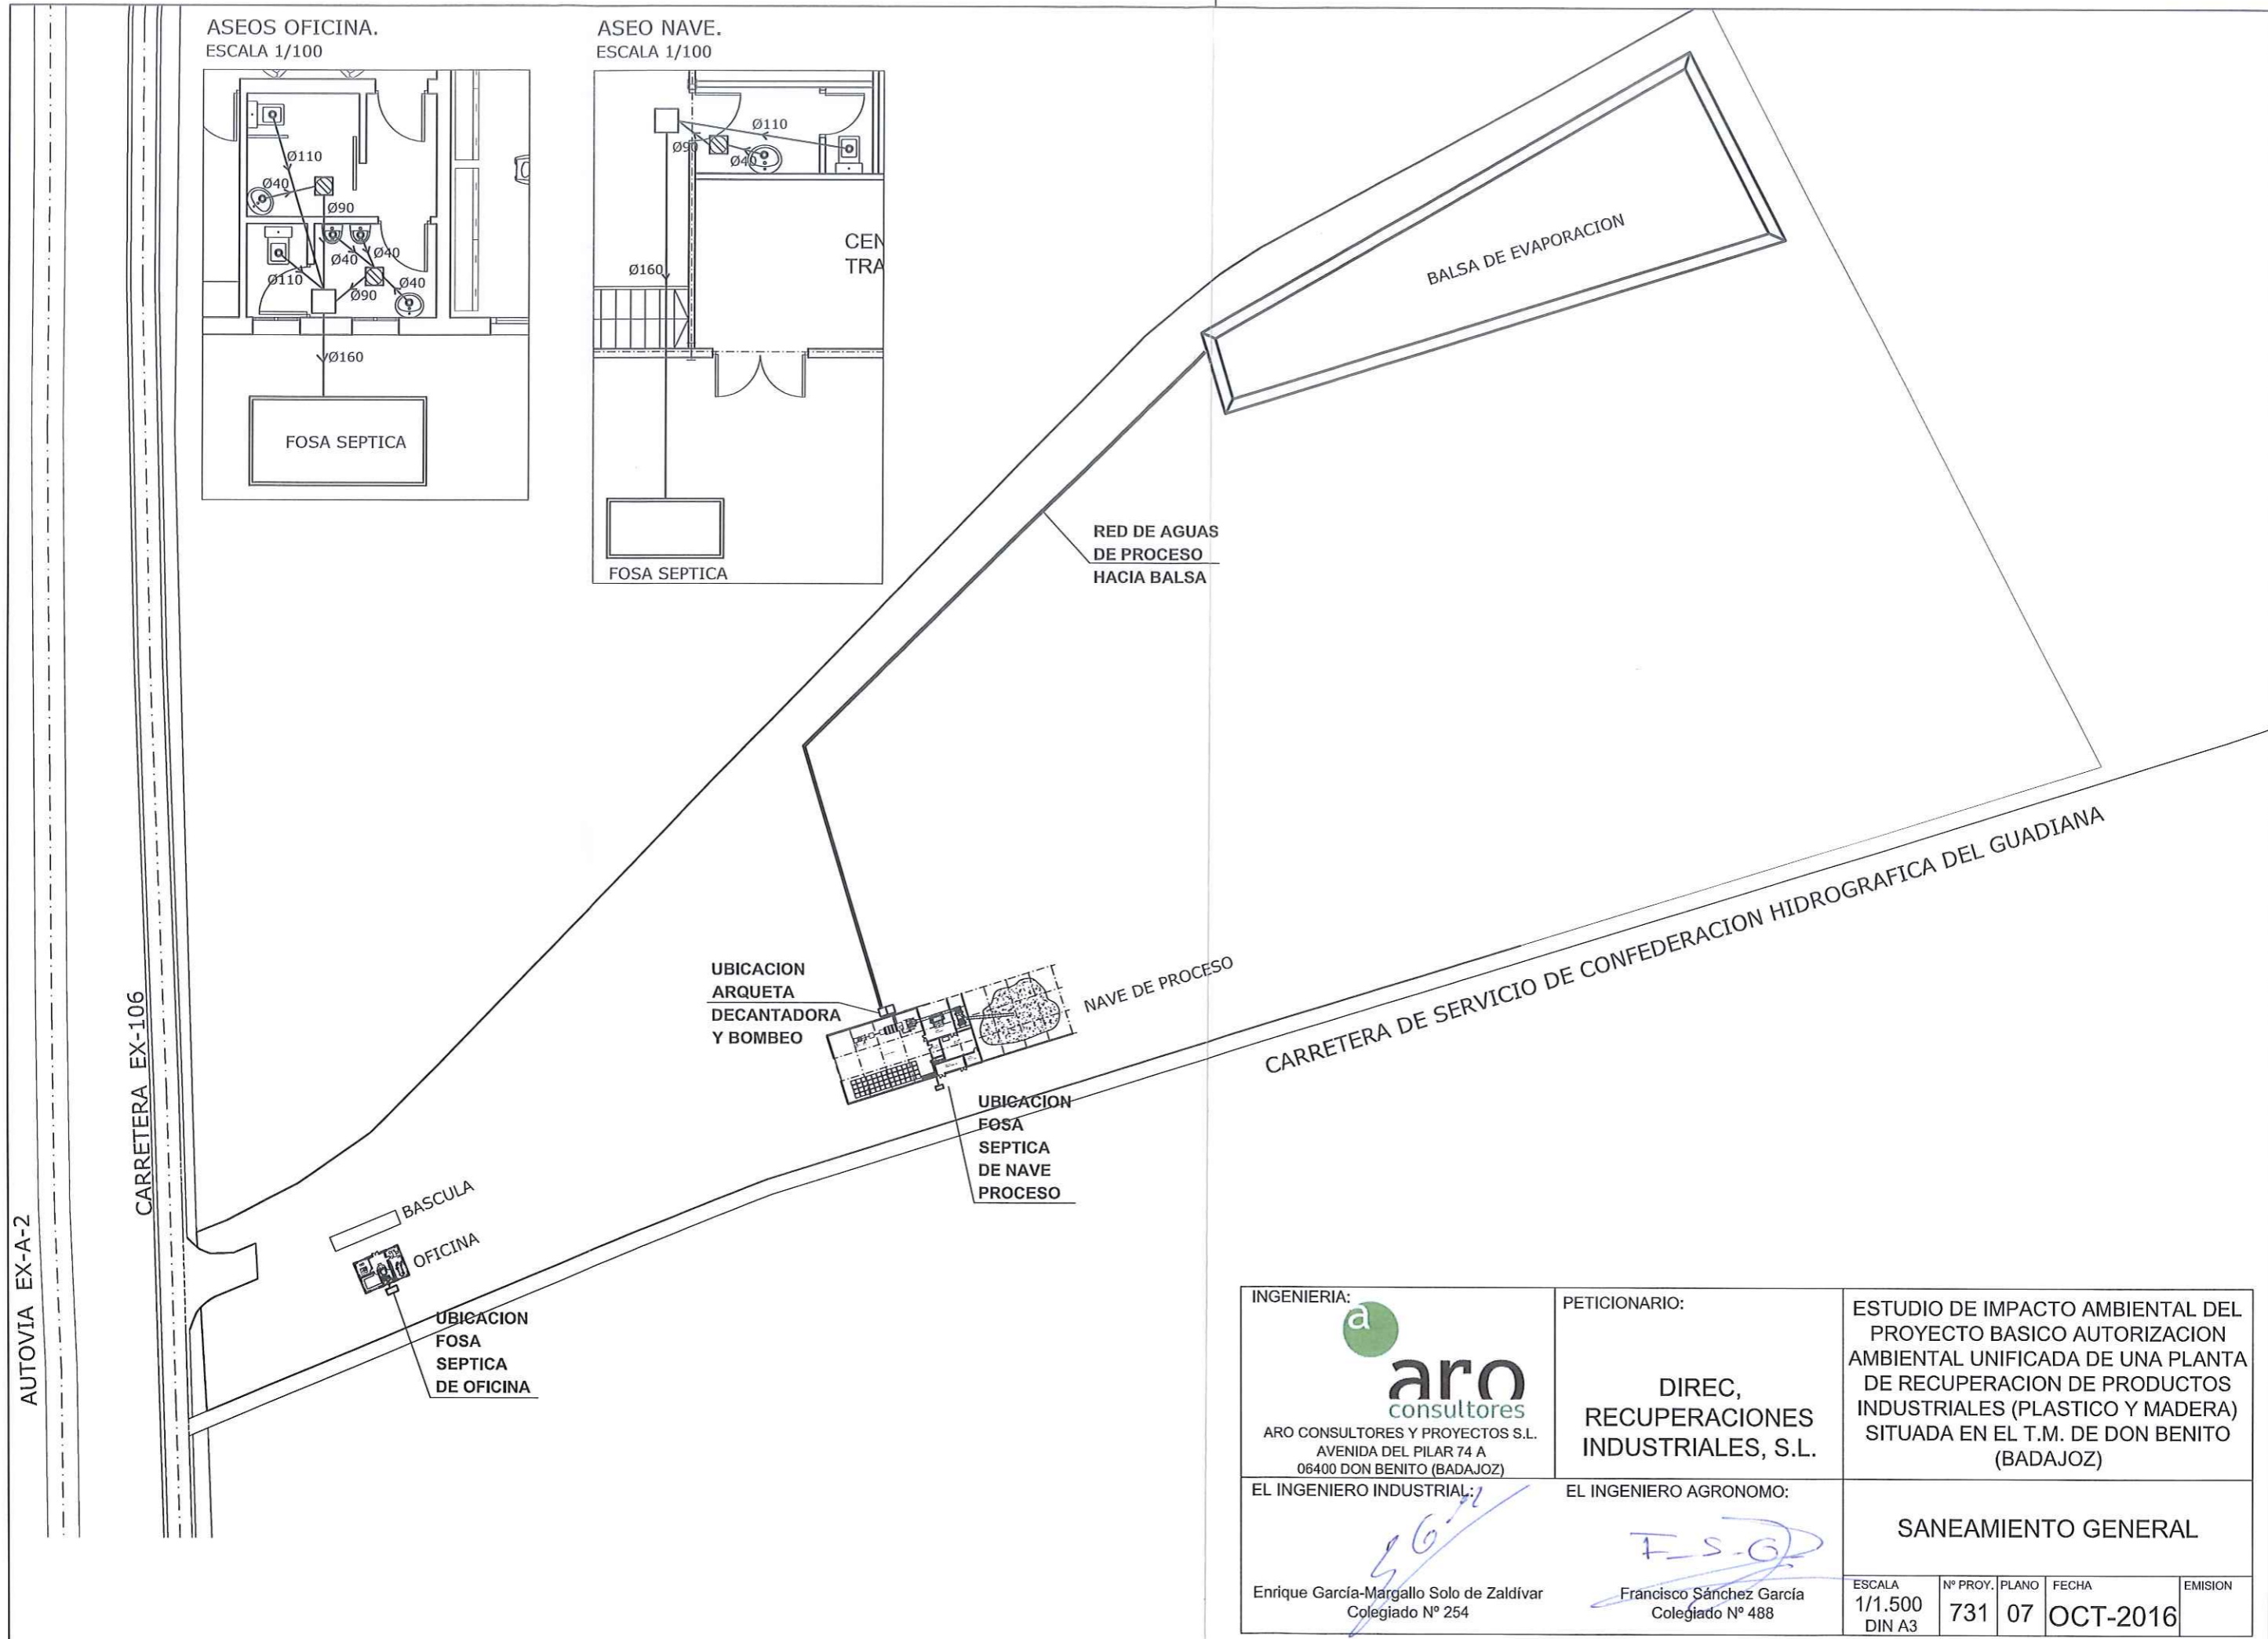 ASEOS OFICINA.
ESCALA 1/100
Ø110
Ø40
Ø90
Ø40
Ø40
Ø110
Ø90
Ø40
Ø160
FOSA SEPTICA
ASEO NAVE.
ESCALA 1/100
Ø110
Ø90
Ø40
CEN
TRA
Ø160
FOSA SEPTICA
BALSA DE EVAPORACION
RED DE AGUAS
DE PROCESO
HACIA BALSA
UBICACION
ARQUETA
DECANTADORA
Y BOMBEO
NAVE DE PROCESO
CARRETERA DE SERVICIO DE CONFEDERACION HIDROGRAFICA DEL GUADIANA
UBICACION
FOSA
SEPTICA
DE NAVE
PROCESO
AUTOVIA EX-A-2
CARRETERA EX-106
BASCULA
OFICINA
UBICACION
FOSA
SEPTICA
DE OFICINA
INGENIERIA:
a
aro
consultores
ARO CONSULTORES Y PROYECTOS S.L.
AVENIDA DEL PILAR 74 A
06400 DON BENITO (BADAJOZ)
PETICIONARIO:
DIREC,
RECUPERACIONES
INDUSTRIALES, S.L.
ESTUDIO DE IMPACTO AMBIENTAL DEL
PROYECTO BASICO AUTORIZACION
AMBIENTAL UNIFICADA DE UNA PLANTA
DE RECUPERACION DE PRODUCTOS
INDUSTRIALES (PLASTICO Y MADERA)
SITUADA EN EL T.M. DE DON BENITO
(BADAJOZ)
EL INGENIERO INDUSTRIAL:
Enrique García-Margallo Solo de Zaldívar
Colegiado Nº 254
EL INGENIERO AGRONOMO:
F_S.G
Francisco Sánchez García
Colegiado Nº 488
SANEAMIENTO GENERAL
ESCALA
1/1.500
DIN A3
Nº PROY.
731
PLANO
07
FECHA
OCT-2016
EMISION